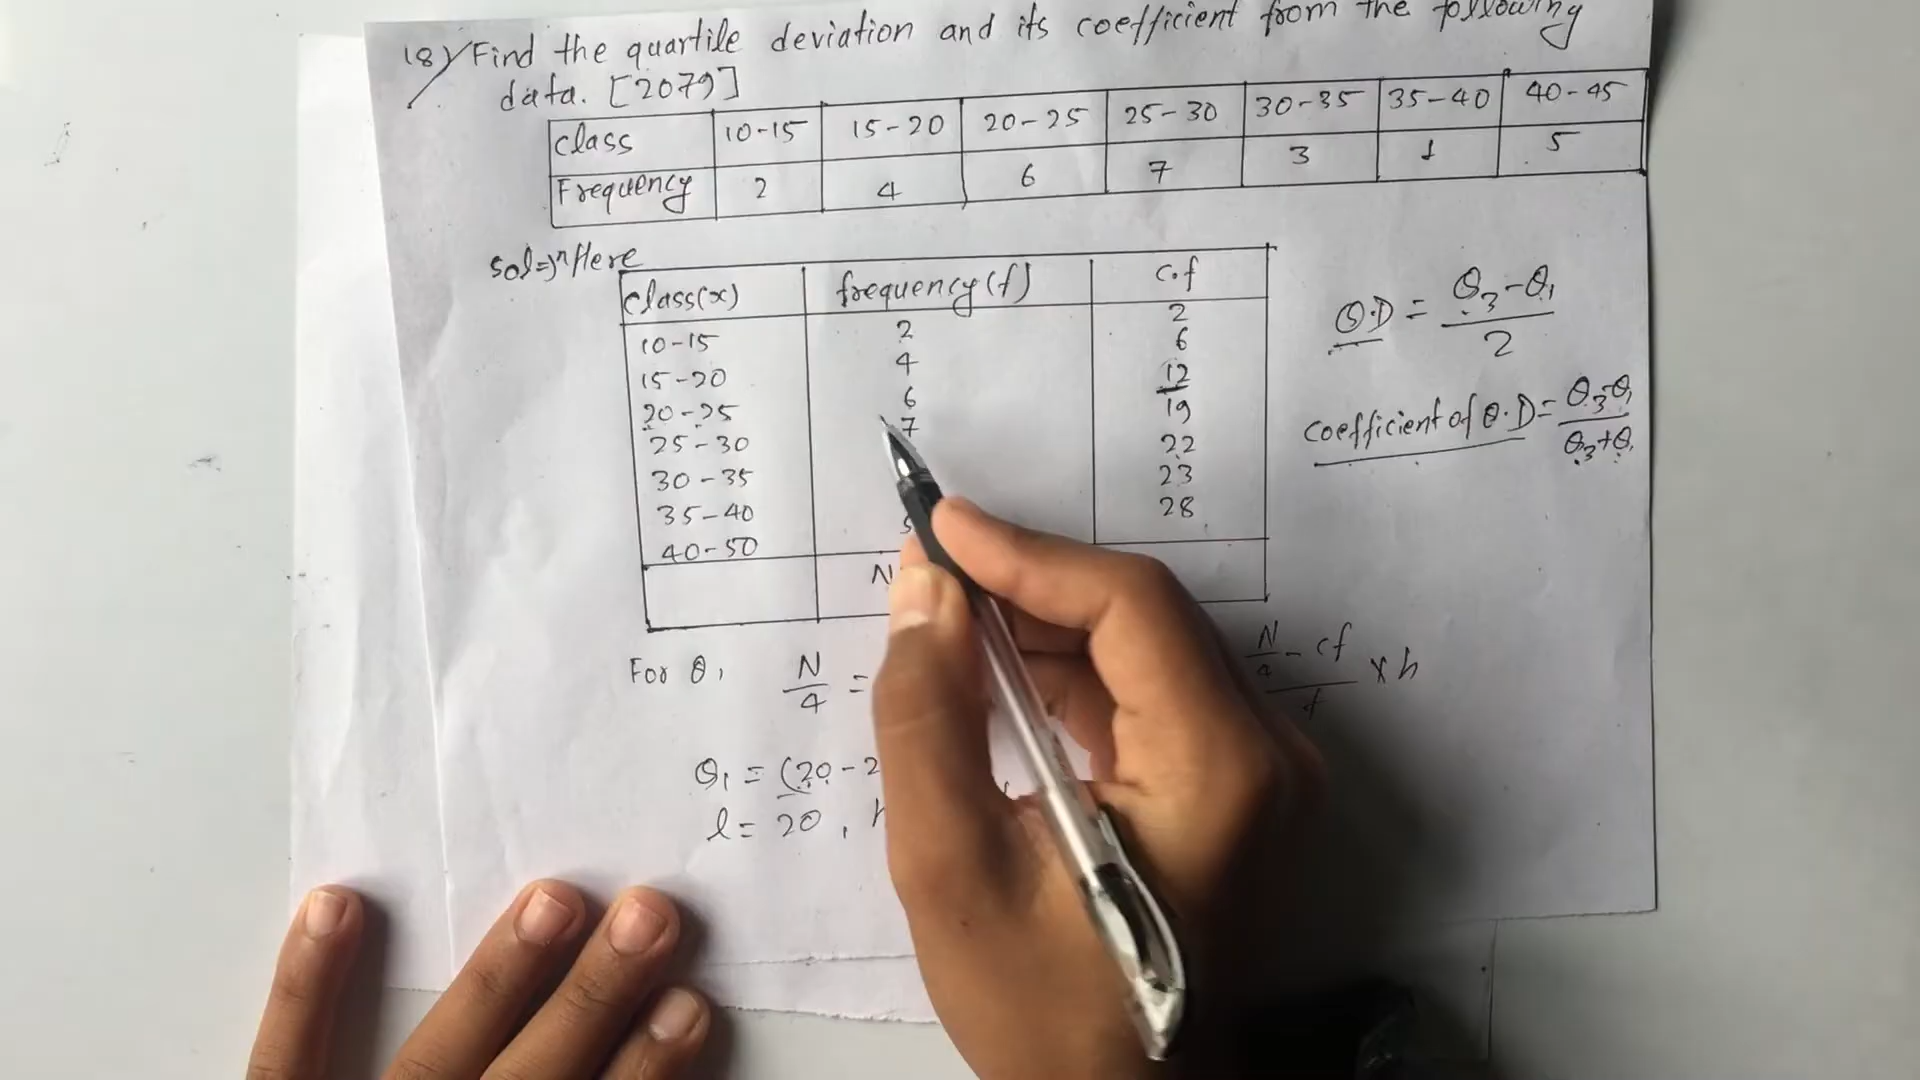 18) Find the quartile deviation and its coefficient from the following
data. [2079]
class 10-15 15-20 20-25 25-30 30-35 35-40 40-45
Frequency 2 4 6 7 3 1 5
sol=)ⁿ Here
class(x) frequency(f) c.f
10-15 2 2
15-20 4 6
20-25 6 12
25-30 7 19
30-35 22
35-40 23
40-50 5 28
N
Q.D = Q₃-Q₁/2
coefficient of Q.D = Q₃-Q₁/Q₃+Q₁
For Q₁ N/4 = N/4 - cf/f × h
Q₁ = (20-2
l = 20, h